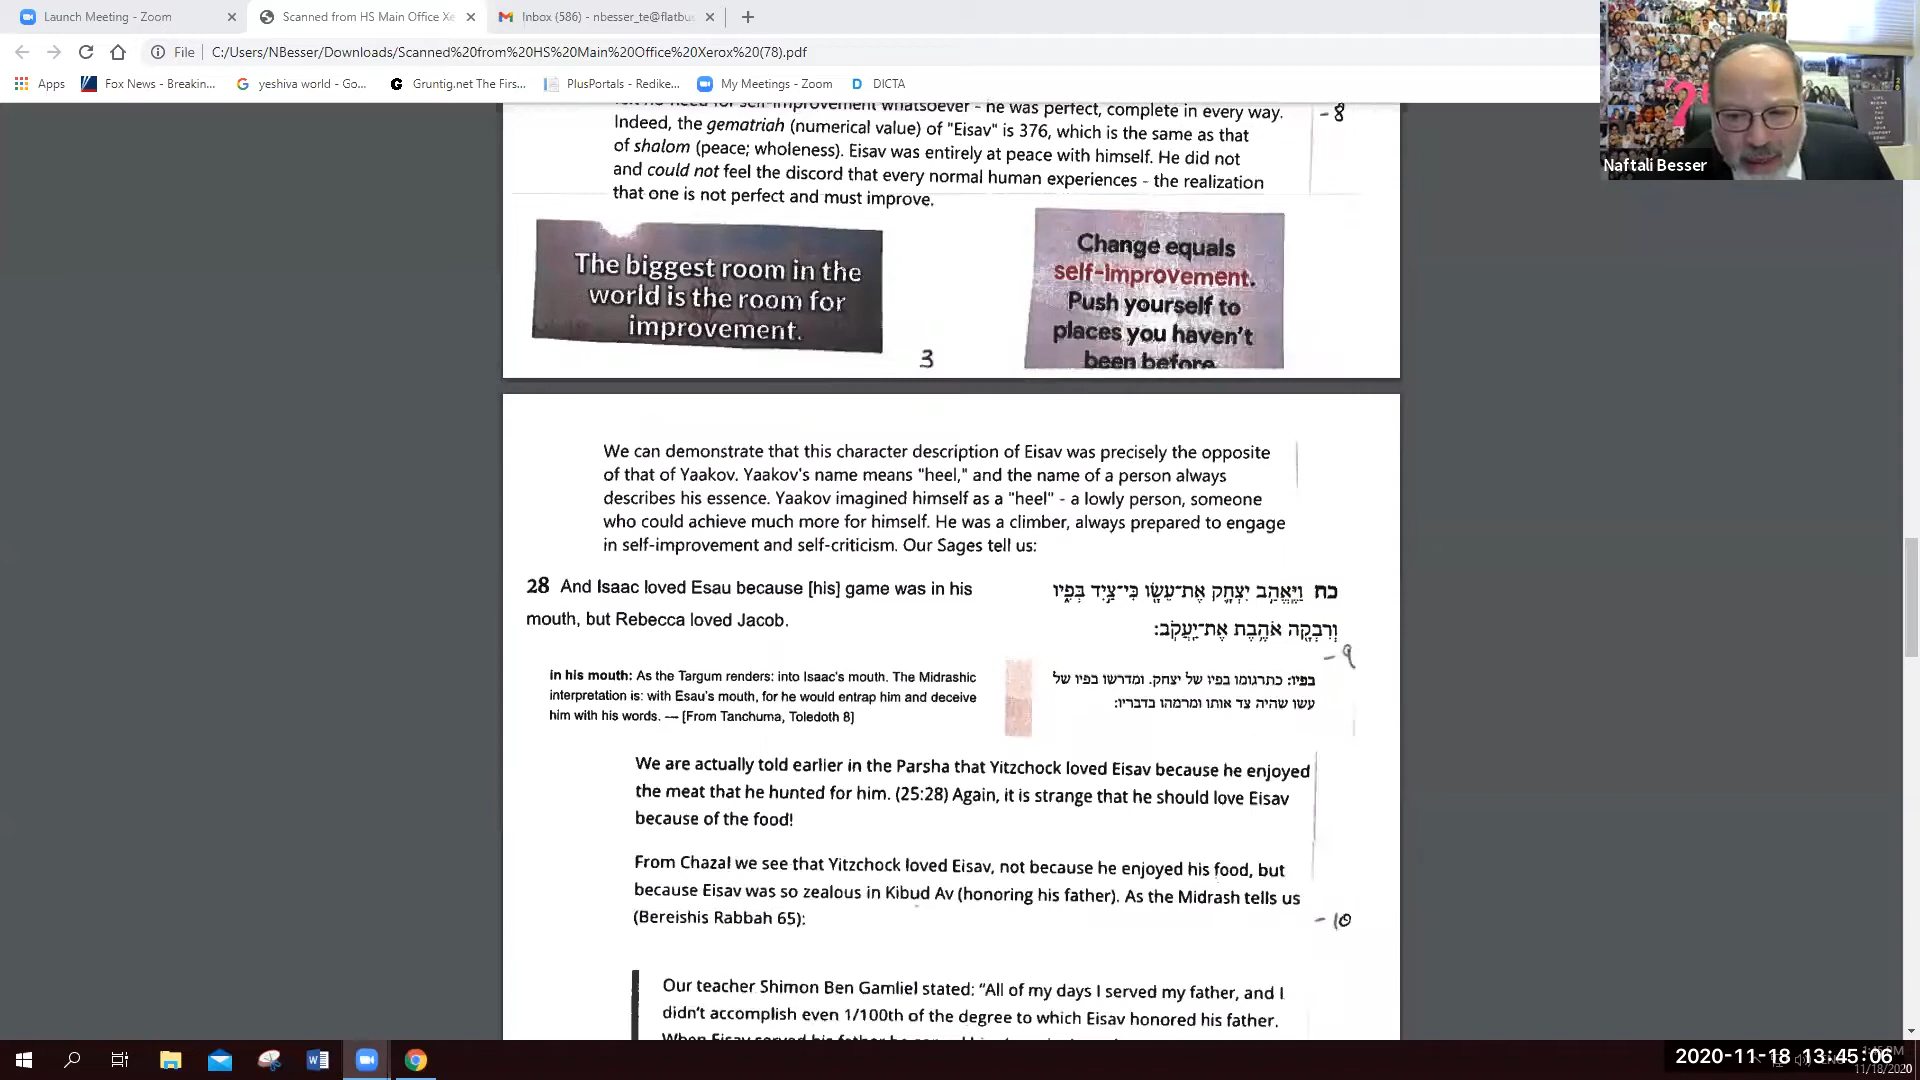 Launch Meeting - Zoom
Scanned from HS Main Office Xe
Inbox (586) - nbesser_te@flatbu
File
C:/Users/NBesser/Downloads/Scanned%20from%20HS%20Main%20Office%20Xerox%20(78).pdf
Apps
Fox News - Breakin...
yeshiva world - Go...
Gruntig.net The Firs...
PlusPortals - Redike...
My Meetings - Zoom
DICTA
Naftali Besser
no need for self-improvement whatsoever - he was perfect, complete in every way.
- 8
Indeed, the gematriah (numerical value) of "Eisav" is 376, which is the same as that
of shalom (peace; wholeness). Eisav was entirely at peace with himself. He did not
and could not feel the discord that every normal human experiences - the realization
that one is not perfect and must improve.
The biggest room in the
world is the room for
improvement.
Change equals
self-improvement.
Push yourself to
places you haven't
been before
3
We can demonstrate that this character description of Eisav was precisely the opposite
of that of Yaakov. Yaakov's name means "heel," and the name of a person always
describes his essence. Yaakov imagined himself as a "heel" - a lowly person, someone
who could achieve much more for himself. He was a climber, always prepared to engage
in self-improvement and self-criticism. Our Sages tell us:
28 And Isaac loved Esau because [his] game was in his
mouth, but Rebecca loved Jacob.
כח וַיֶּאֱהַב יִצְחָק אֶת־עֵשָׂו כִּי־צַיִד בְּפִיו
וְרִבְקָה אֹהֶבֶת אֶת־יַעֲקֹב:
- 9
in his mouth: As the Targum renders: into Isaac's mouth. The Midrashic
interpretation is: with Esau's mouth, for he would entrap him and deceive
him with his words. — [From Tanchuma, Toledoth 8]
בפיו: כתרגומו בפיו של יצחק. ומדרשו בפיו של
עשו שהיה צד אותו ומרמהו בדבריו:
We are actually told earlier in the Parsha that Yitzchock loved Eisav because he enjoyed
the meat that he hunted for him. (25:28) Again, it is strange that he should love Eisav
because of the food!
From Chazal we see that Yitzchock loved Eisav, not because he enjoyed his food, but
because Eisav was so zealous in Kibud Av (honoring his father). As the Midrash tells us
(Bereishis Rabbah 65):
- 10
Our teacher Shimon Ben Gamliel stated: "All of my days I served my father, and I
didn't accomplish even 1/100th of the degree to which Eisav honored his father.
When Eisav served his father he
2020-11-18 13:45:06
11/18/2020